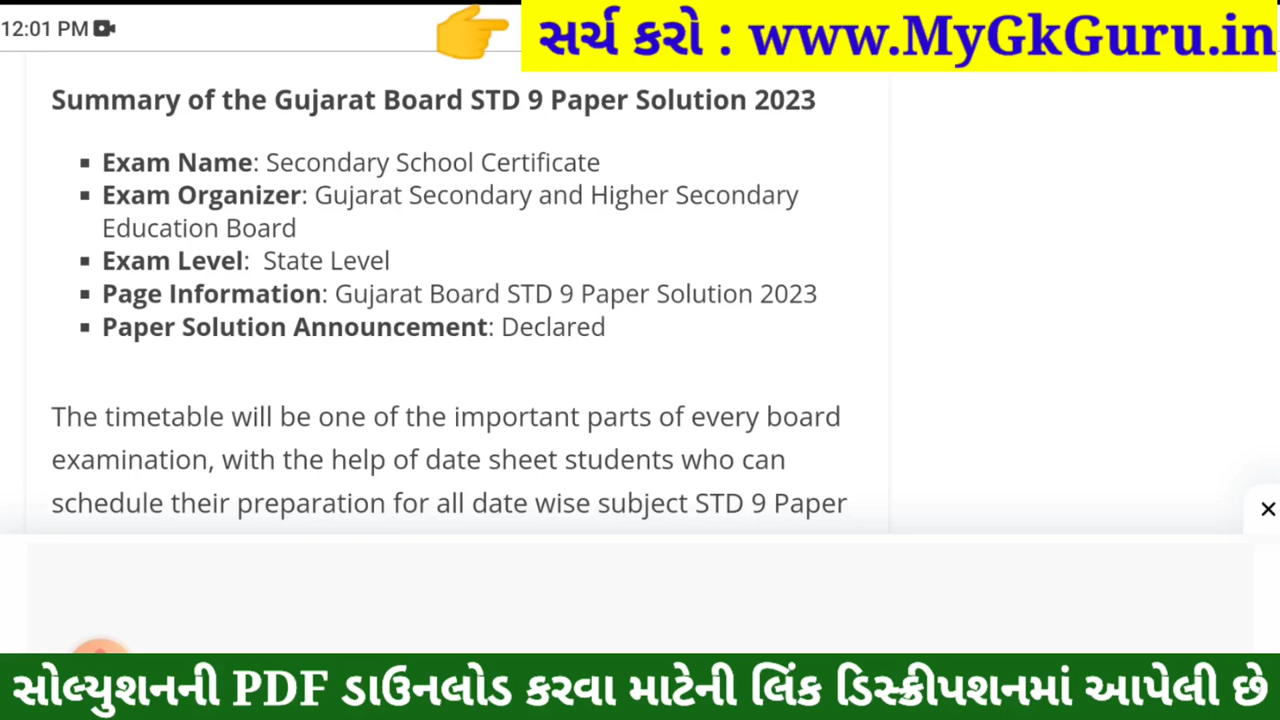 12:01 PM
સર્ચ કરો : www.MyGkGuru.in
Summary of the Gujarat Board STD 9 Paper Solution 2023
Exam Name: Secondary School Certificate
Exam Organizer: Gujarat Secondary and Higher Secondary
Education Board
Exam Level: State Level
Page Information: Gujarat Board STD 9 Paper Solution 2023
Paper Solution Announcement: Declared
The timetable will be one of the important parts of every board
examination, with the help of date sheet students who can
schedule their preparation for all date wise subject STD 9 Paper
સોલ્યુશનની PDF ડાઉનલોડ કરવા માટેની લિંક ડિસ્ક્રીપશનમાં આપેલી છે